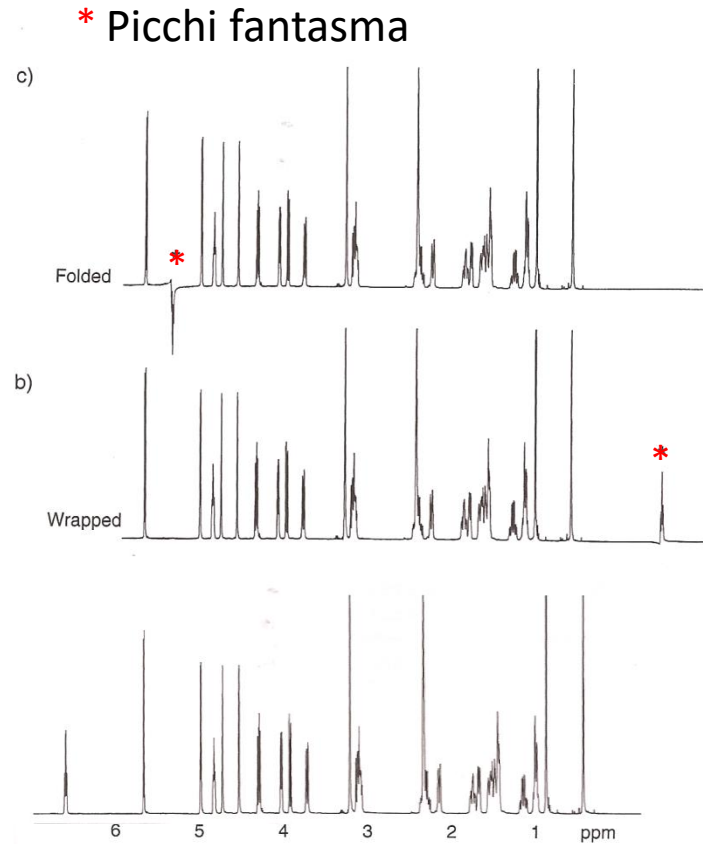 * Picchi fantasma
c)
*
Folded
b)
*
Wrapped
6 5 4 3 2 1 ppm